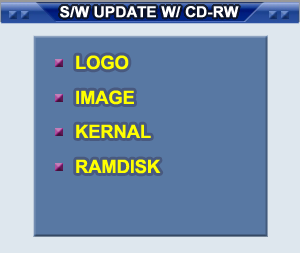 S/W UPDATE W/ CD-RW
LOGO
IMAGE
KERNAL
RAMDISK